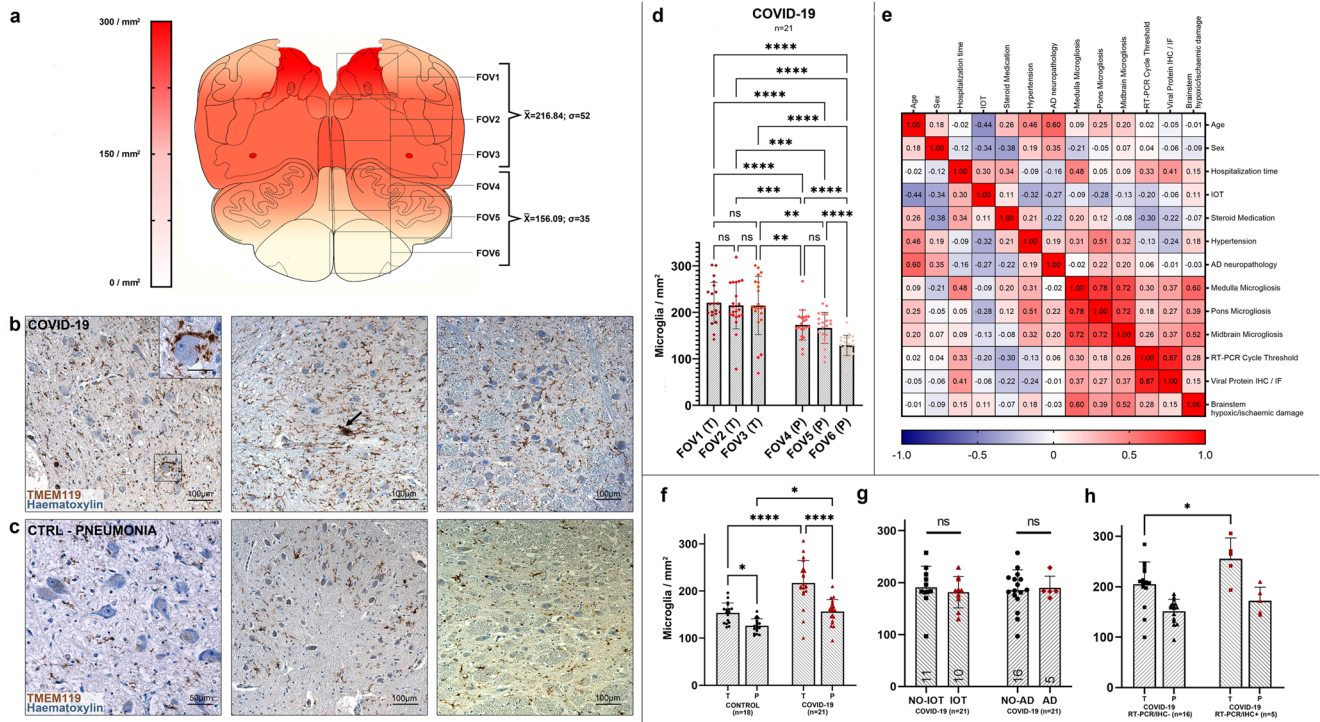 a
300 / mm²
150 / mm²
0 / mm²
FOV1
FOV2
FOV3
FOV4
FOV5
FOV6
X̅=216.84; σ=52
X̅=156.09; σ=35
b
COVID-19
100µm
100µm
100µm
TMEM119
Haematoxylin
c
CTRL - PNEUMONIA
TMEM119
Haematoxylin
50µm
100µm
100µm
d
COVID-19
n=21
****
****
****
****
***
****
*** ****
ns ** ****
ns ns ** ns
Microglia / mm²
300
200
100
0
FOV1 (T) FOV2 (T) FOV3 (T) FOV4 (P) FOV5 (P) FOV6 (P)
e
Age Sex Hospitalization time IOT Steroid Medication Hypertension AD neuropathology Medulla Microgliosis Pons Microgliosis Midbrain Microgliosis RT-PCR Cycle Threshold Viral Protein IHC / IF Brainstem hypoxic/ischaemic damage
1.00 0.18 -0.02 -0.44 0.26 0.46 0.60 0.09 0.25 0.20 0.02 -0.05 -0.01 Age
0.18 1.00 -0.12 -0.34 -0.38 0.19 0.35 -0.21 -0.05 0.07 0.04 -0.06 -0.09 Sex
-0.02 -0.12 1.00 0.30 0.34 -0.09 -0.16 0.48 0.05 0.09 0.33 0.41 0.15 Hospitalization time
-0.44 -0.34 0.30 1.00 0.11 -0.32 -0.27 -0.09 -0.28 -0.13 -0.20 -0.06 0.11 IOT
0.26 -0.38 0.34 0.11 1.00 0.21 -0.22 0.20 0.12 -0.08 -0.30 -0.22 -0.07 Steroid Medication
0.46 0.19 -0.09 -0.32 0.21 1.00 0.19 0.31 0.51 0.32 -0.13 -0.24 0.18 Hypertension
0.60 0.35 -0.16 -0.27 -0.22 0.19 1.00 -0.02 0.22 0.20 0.06 -0.01 -0.03 AD neuropathology
0.09 -0.21 0.48 -0.09 0.20 0.31 -0.02 1.00 0.78 0.72 0.30 0.37 0.60 Medulla Microgliosis
0.25 -0.05 0.05 -0.28 0.12 0.51 0.22 0.78 1.00 0.72 0.18 0.27 0.39 Pons Microgliosis
0.20 0.07 0.09 -0.13 -0.08 0.32 0.20 0.72 0.72 1.00 0.26 0.37 0.52 Midbrain Microgliosis
0.02 0.04 0.33 -0.20 -0.30 -0.13 0.06 0.30 0.18 0.26 1.00 0.87 0.28 RT-PCR Cycle Threshold
-0.05 -0.06 0.41 -0.06 -0.22 -0.24 -0.01 0.37 0.27 0.37 0.87 1.00 0.15 Viral Protein IHC / IF
-0.01 -0.09 0.15 0.11 -0.07 0.18 -0.03 0.60 0.39 0.52 0.28 0.15 1.00 Brainstem
hypoxic/ischaemic damage
-1.0 -0.5 0 0.5 1.0
f
*
**** ****
*
Microglia / mm²
300
200
100
0
T P T P
CONTROL
(n=18)
COVID-19
(n=21)
g
ns ns
300
200
100
0
11 10 16 5
NO-IOT IOT NO-AD AD
COVID-19 (n=21) COVID-19 (n=21)
h
*
300
200
100
0
T P T P
COVID-19
RT-PCR/IHC- (n=16)
COVID-19
RT-PCR/IHC+ (n=5)